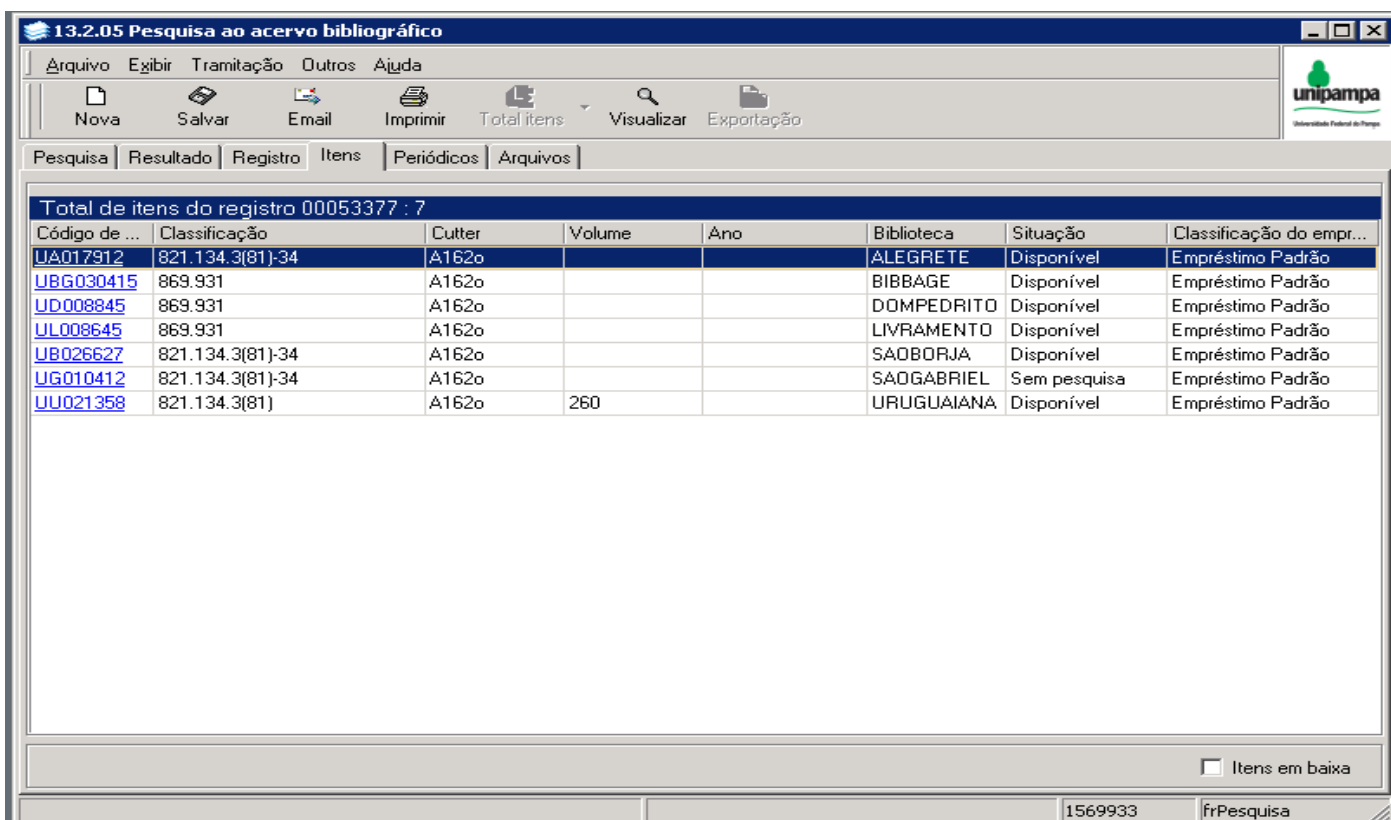 13.2.05 Pesquisa ao acervo bibliográfico
Arquivo Exibir Tramitação Outros Ajuda
Nova Salvar Email Imprimir Total itens Visualizar Exportação
unipampa
Universidade Federal do Pampa
Pesquisa Resultado Registro Itens Periódicos Arquivos
Total de itens do registro 00053377 : 7
Código de ... Classificação Cutter Volume Ano Biblioteca Situação Classificação do empr...
UA017912 821.134.3(81)-34 A162o ALEGRETE Disponível Empréstimo Padrão
UBG030415 869.931 A162o BIBBAGE Disponível Empréstimo Padrão
UD008845 869.931 A162o DOMPEDRITO Disponível Empréstimo Padrão
UL008645 869.931 A162o LIVRAMENTO Disponível Empréstimo Padrão
UB026627 821.134.3(81)-34 A162o SAOBORJA Disponível Empréstimo Padrão
UG010412 821.134.3(81)-34 A162o SAOGABRIEL Sem pesquisa Empréstimo Padrão
UU021358 821.134.3(81) A162o 260 URUGUAIANA Disponível Empréstimo Padrão
Itens em baixa
1569933 frPesquisa